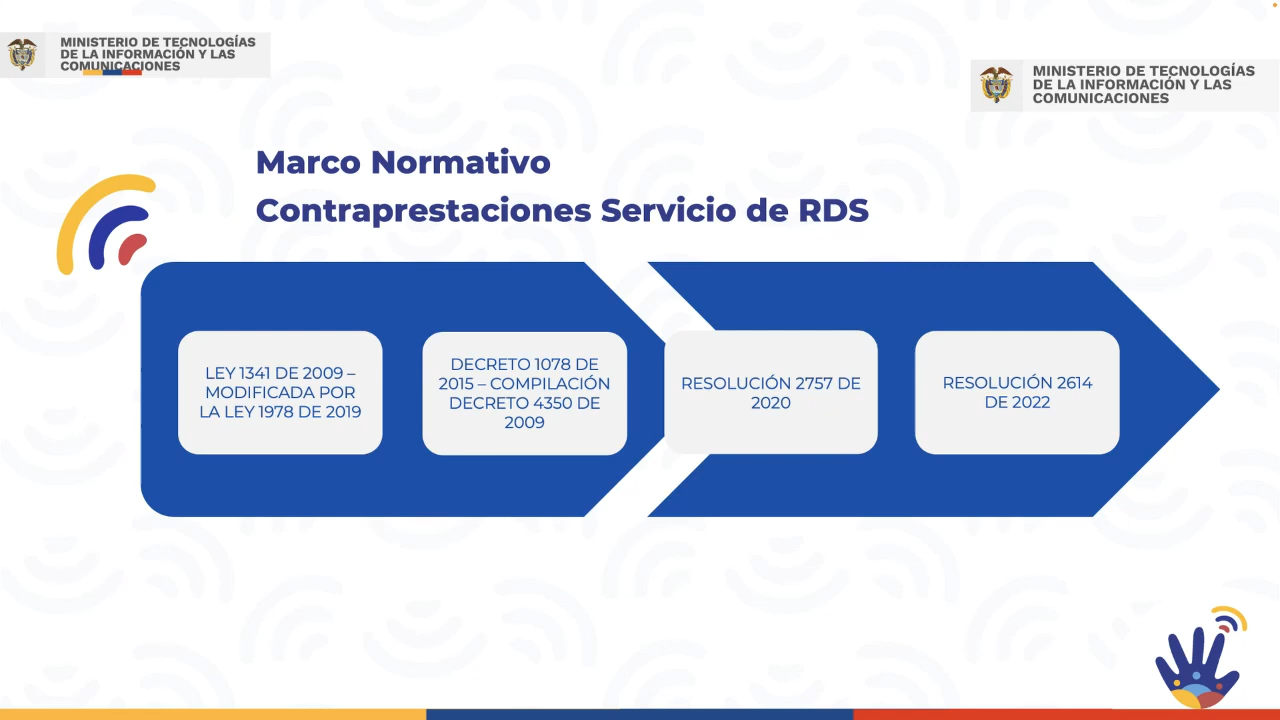 MINISTERIO DE TECNOLOGÍAS
DE LA INFORMACIÓN Y LAS
COMUNICACIONES
MINISTERIO DE TECNOLOGÍAS
DE LA INFORMACIÓN Y LAS
COMUNICACIONES
Marco Normativo
Contraprestaciones Servicio de RDS
LEY 1341 DE 2009 –
MODIFICADA POR
LA LEY 1978 DE 2019
DECRETO 1078 DE
2015 – COMPILACIÓN
DECRETO 4350 DE
2009
RESOLUCIÓN 2757 DE
2020
RESOLUCIÓN 2614
DE 2022